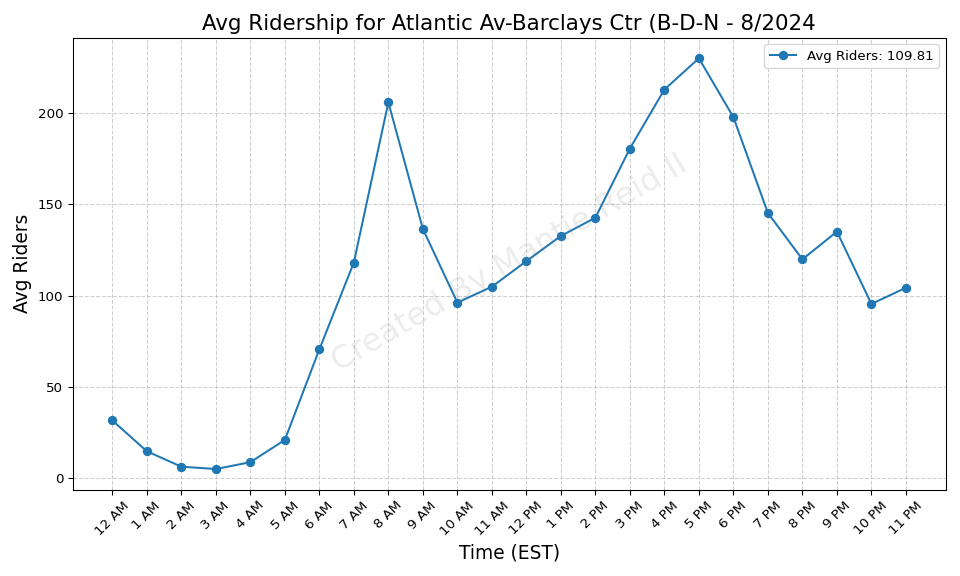 Avg Ridership for Atlantic Av-Barclays Ctr (B-D-N - 8/2024
Avg Riders: 109.81
200
150
100
50
0
Avg Riders
Created By Mantie Reid II
12 AM
1 AM
2 AM
3 AM
4 AM
5 AM
6 AM
7 AM
8 AM
9 AM
10 AM
11 AM
12 PM
1 PM
2 PM
3 PM
4 PM
5 PM
6 PM
7 PM
8 PM
9 PM
10 PM
11 PM
Time (EST)